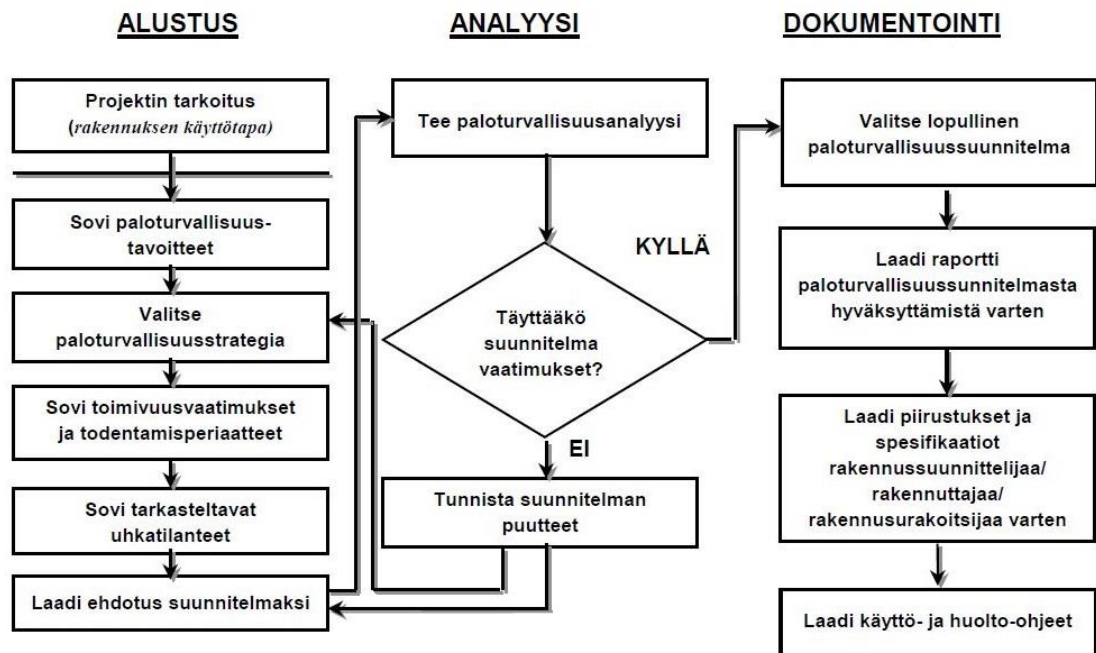 ALUSTUS
Projektin tarkoitus
(rakennuksen käyttötapa)
Sovi paloturvallisuus-
tavoitteet
Valitse
paloturvallisuusstrategia
Sovi toimivuusvaatimukset
ja todentamisperiaatteet
Sovi tarkasteltavat
uhkatilanteet
Laadi ehdotus suunnitelmaksi
ANALYYSI
Tee paloturvallisuusanalyysi
Täyttääkö
suunnitelma
vaatimukset?
KYLLÄ
EI
Tunnista suunnitelman
puutteet
DOKUMENTOINTI
Valitse lopullinen
paloturvallisuussuunnitelma
Laadi raportti
paloturvallisuussunnitelmasta
hyväksyttämistä varten
Laadi piirustukset ja
spesifikaatiot
rakennussuunnittelijaa/
rakennuttajaa/
rakennusurakoitsijaa varten
Laadi käyttö- ja huolto-ohjeet